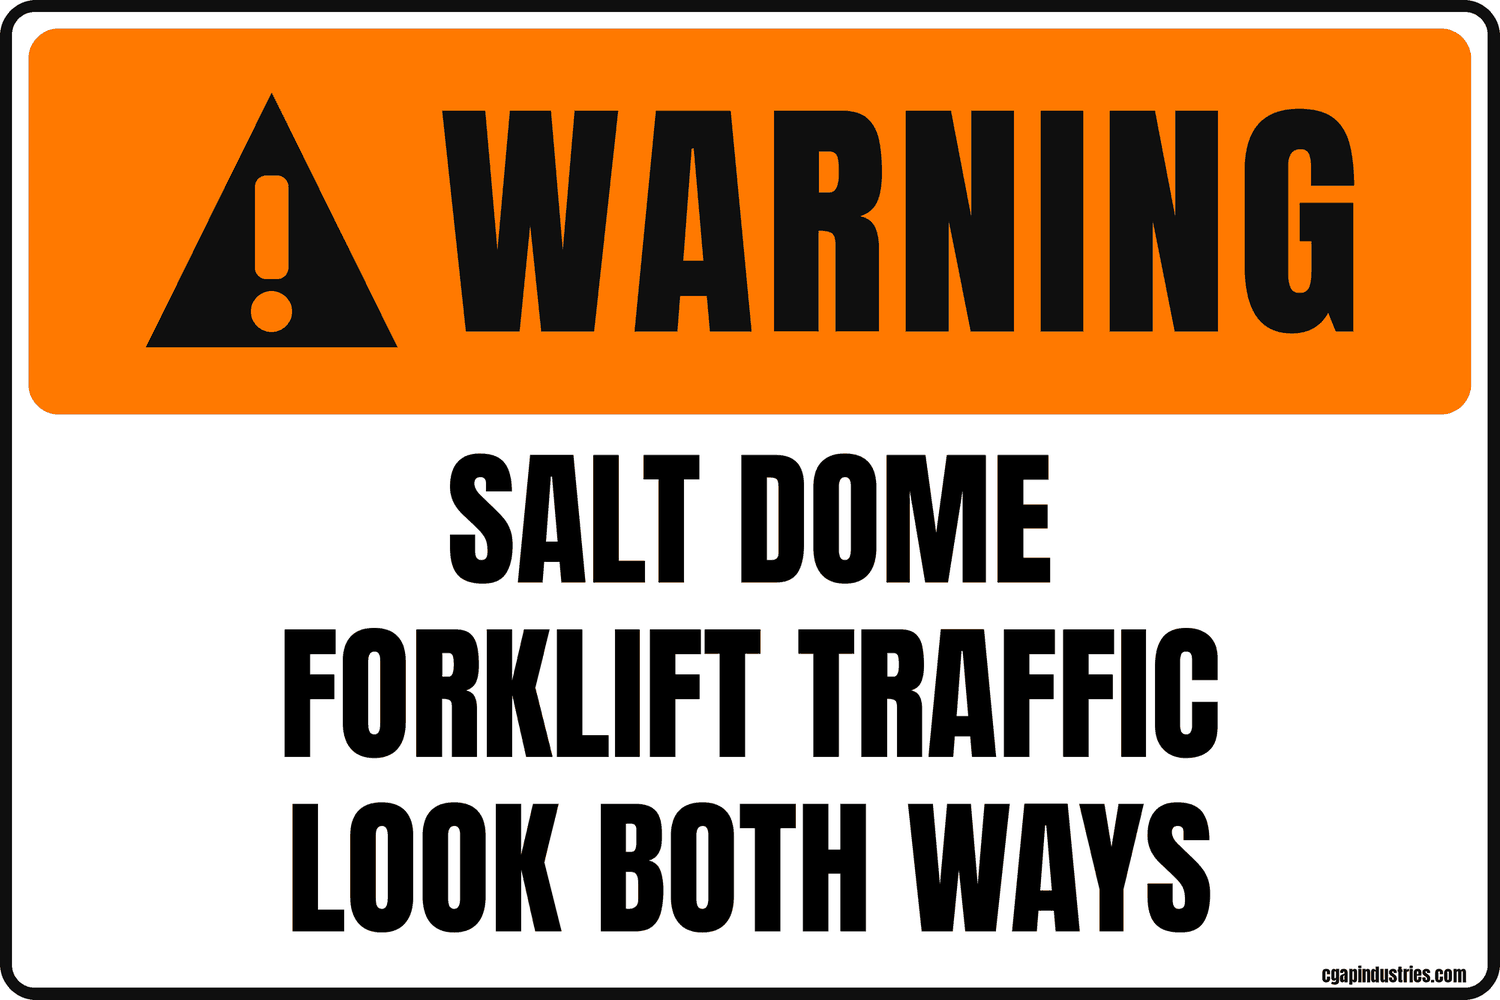 WARNING
SALT DOME
FORKLIFT TRAFFIC
LOOK BOTH WAYS
cgapindustries.com